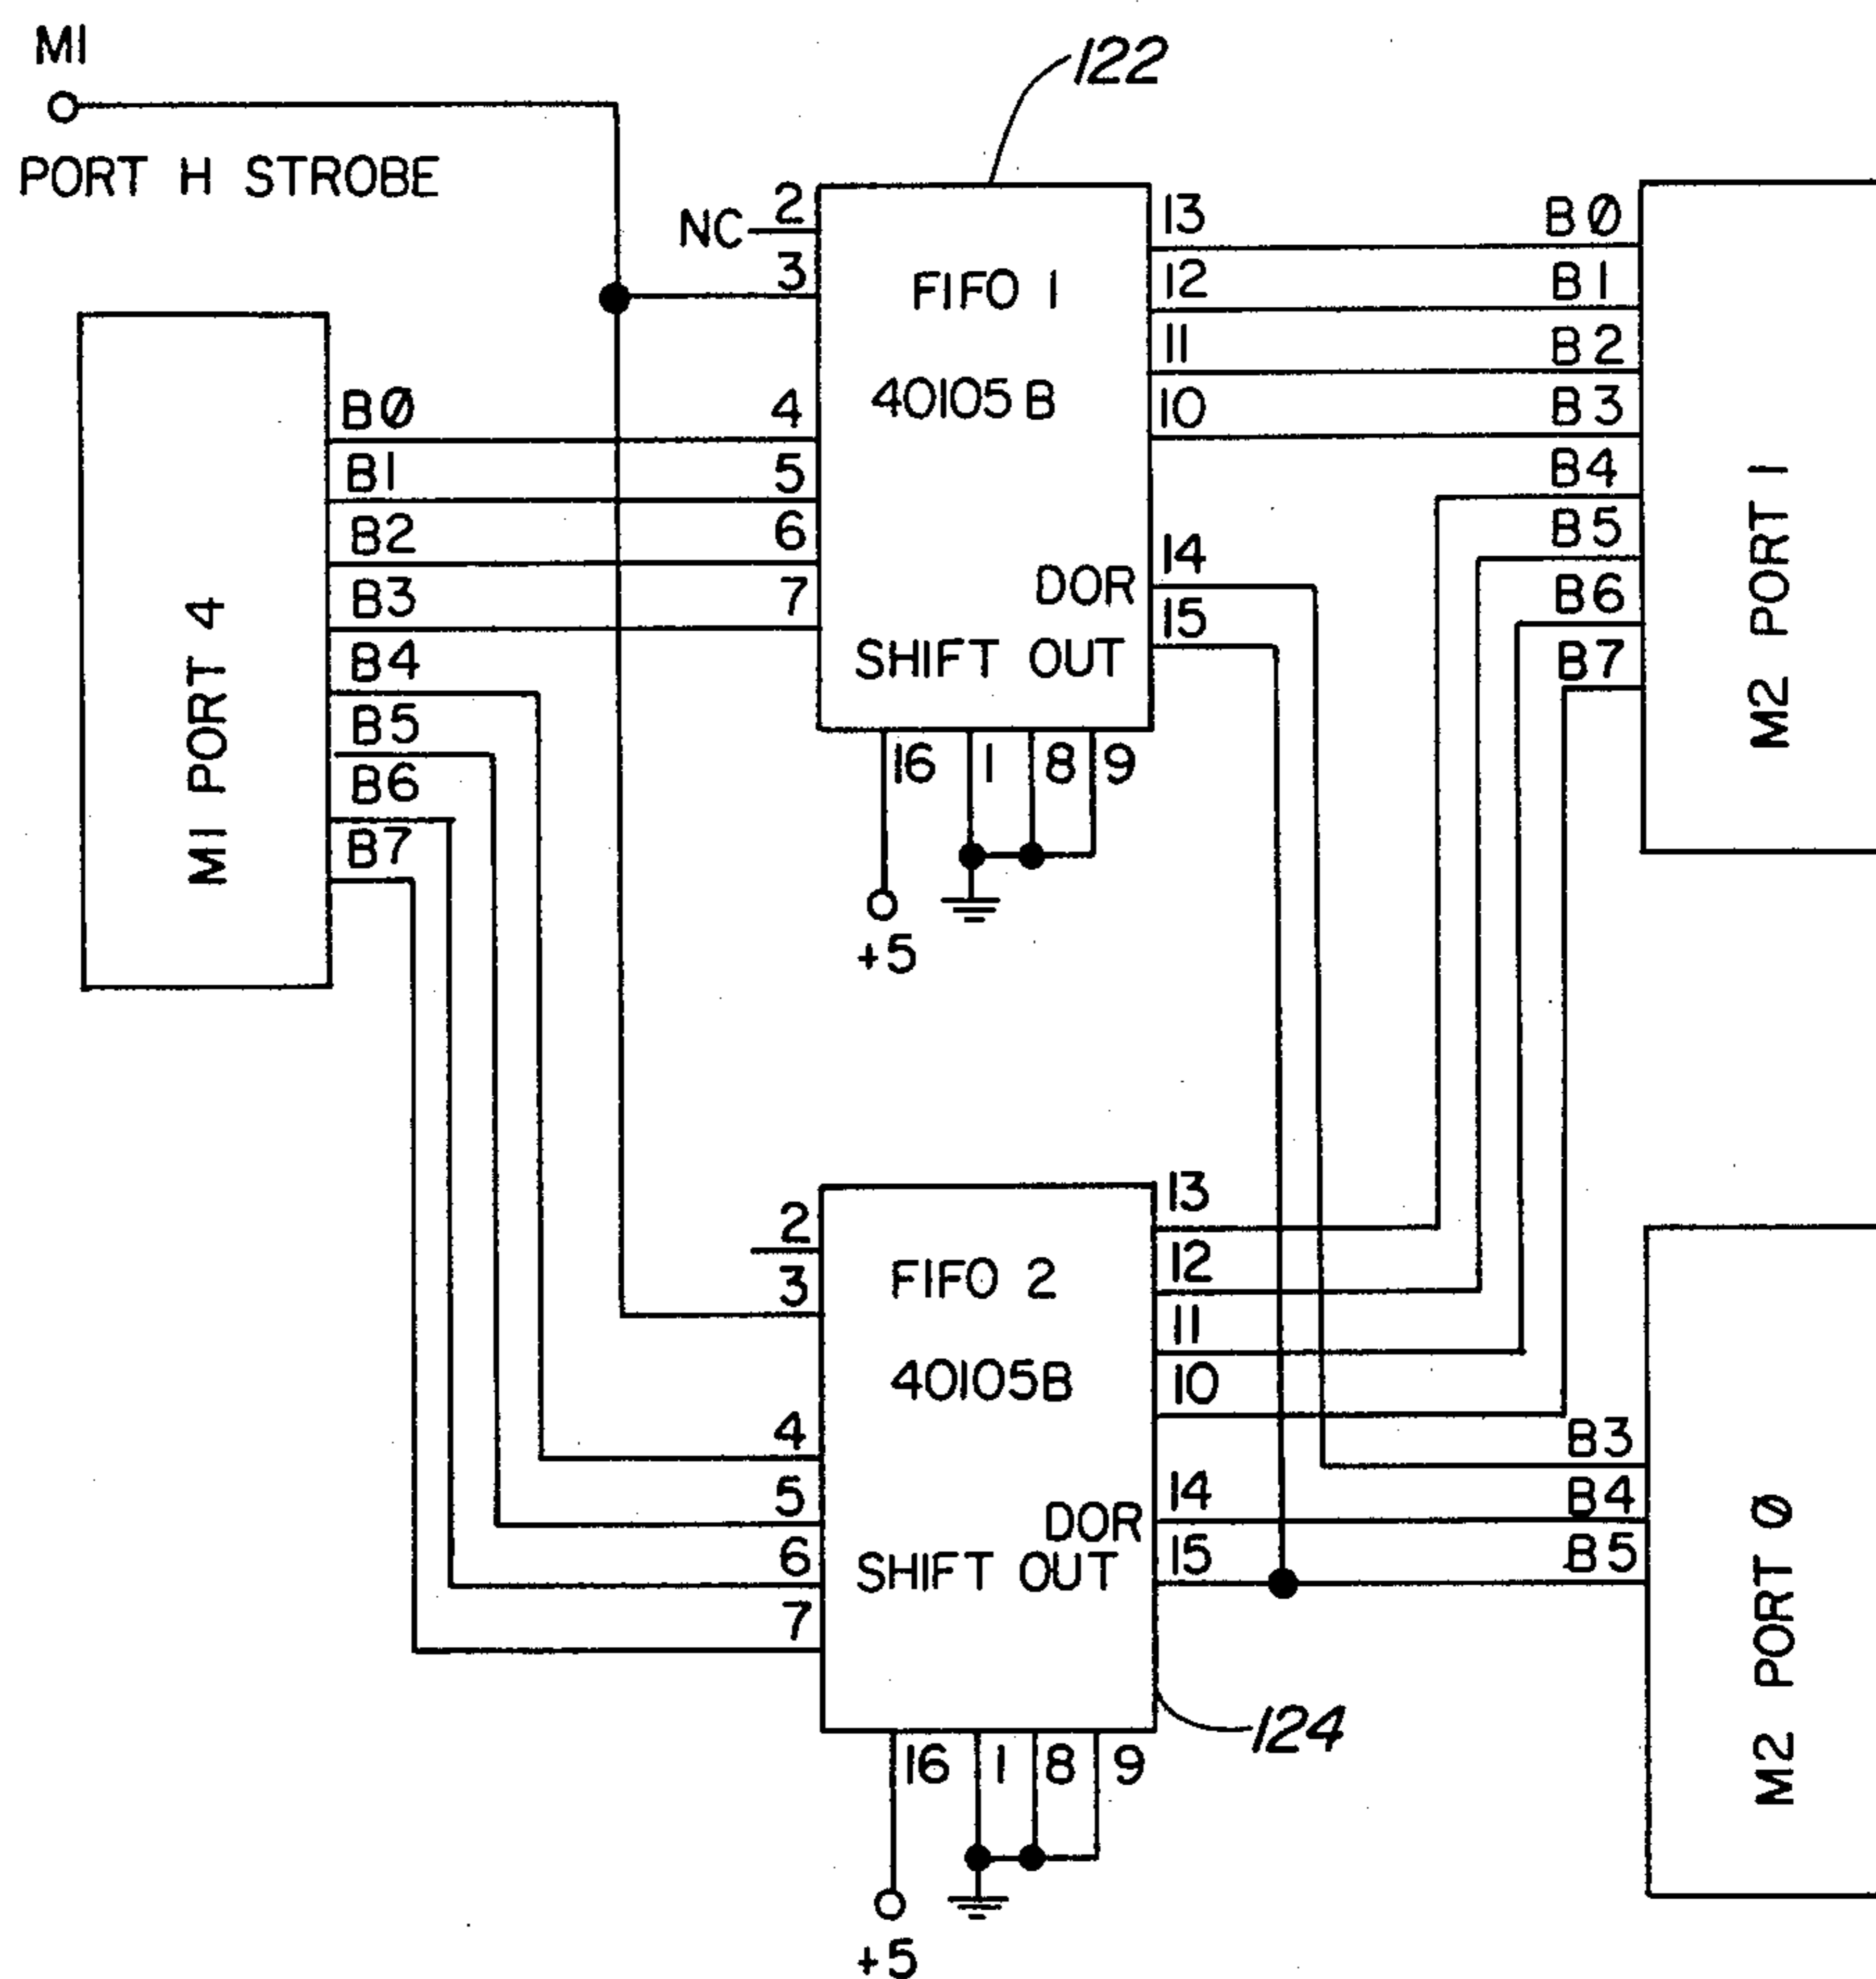 M1
PORT H STROBE
122
NC
2
3
4
5
6
7
FIFO 1
40105B
DOR
SHIFT OUT
13
12
11
10
14
15
16
1
8
9
+5
M1 PORT 4
B0
B1
B2
B3
B4
B5
B6
B7
B0
B1
B2
B3
B4
B5
B6
B7
M2 PORT 1
2
3
4
5
6
7
FIFO 2
40105B
DOR
SHIFT OUT
13
12
11
10
14
15
124
16
1
8
9
+5
B3
B4
B5
M2 PORT 0